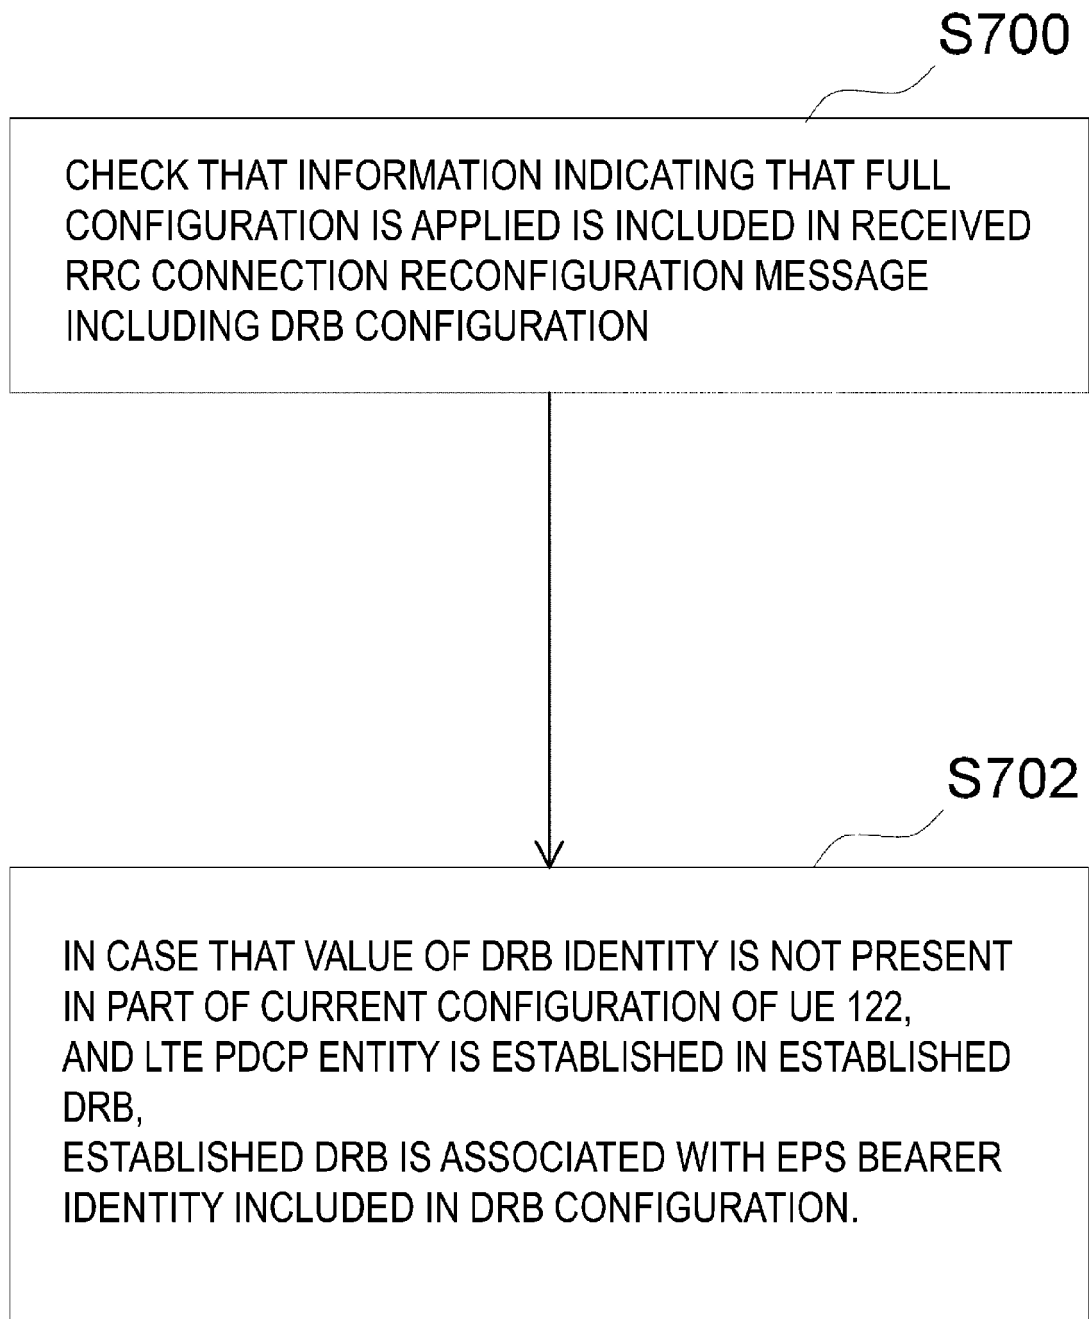 S700
CHECK THAT INFORMATION INDICATING THAT FULL
CONFIGURATION IS APPLIED IS INCLUDED IN RECEIVED
RRC CONNECTION RECONFIGURATION MESSAGE
INCLUDING DRB CONFIGURATION
S702
IN CASE THAT VALUE OF DRB IDENTITY IS NOT PRESENT
IN PART OF CURRENT CONFIGURATION OF UE 122,
AND LTE PDCP ENTITY IS ESTABLISHED IN ESTABLISHED
DRB,
ESTABLISHED DRB IS ASSOCIATED WITH EPS BEARER
IDENTITY INCLUDED IN DRB CONFIGURATION.